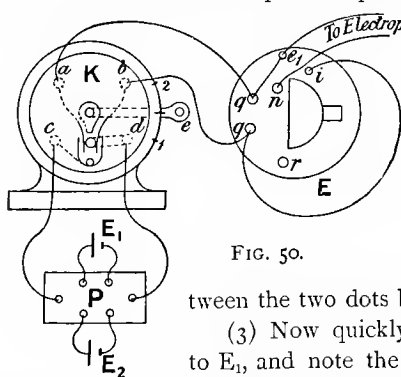 To Electrop
a
K
b
2
e₁
i
q
n
c
d
e
1
q
r
E
E₁
FIG. 50.
P
tween the two dots b
(3) Now quickly
E₂
to E₁, and note the